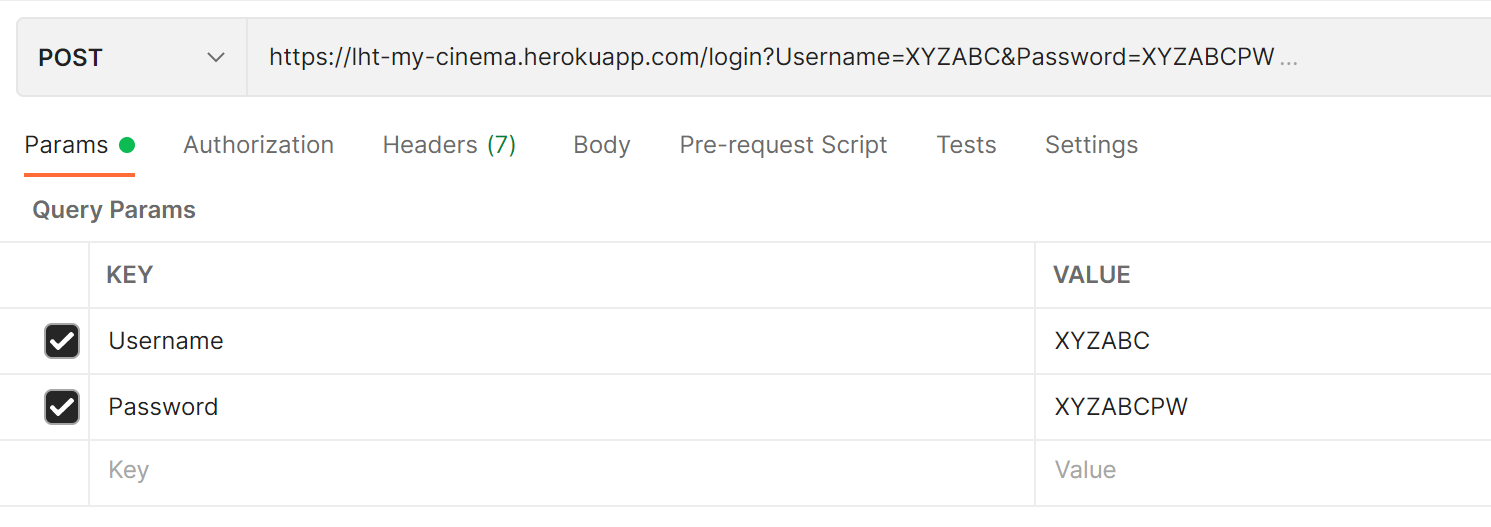 POST https://lht-my-cinema.herokuapp.com/login?Username=XYZABC&Password=XYZABCPW ...
Params Authorization Headers (7) Body Pre-request Script Tests Settings
Query Params
KEY VALUE
Username XYZABC
Password XYZABCPW
Key Value